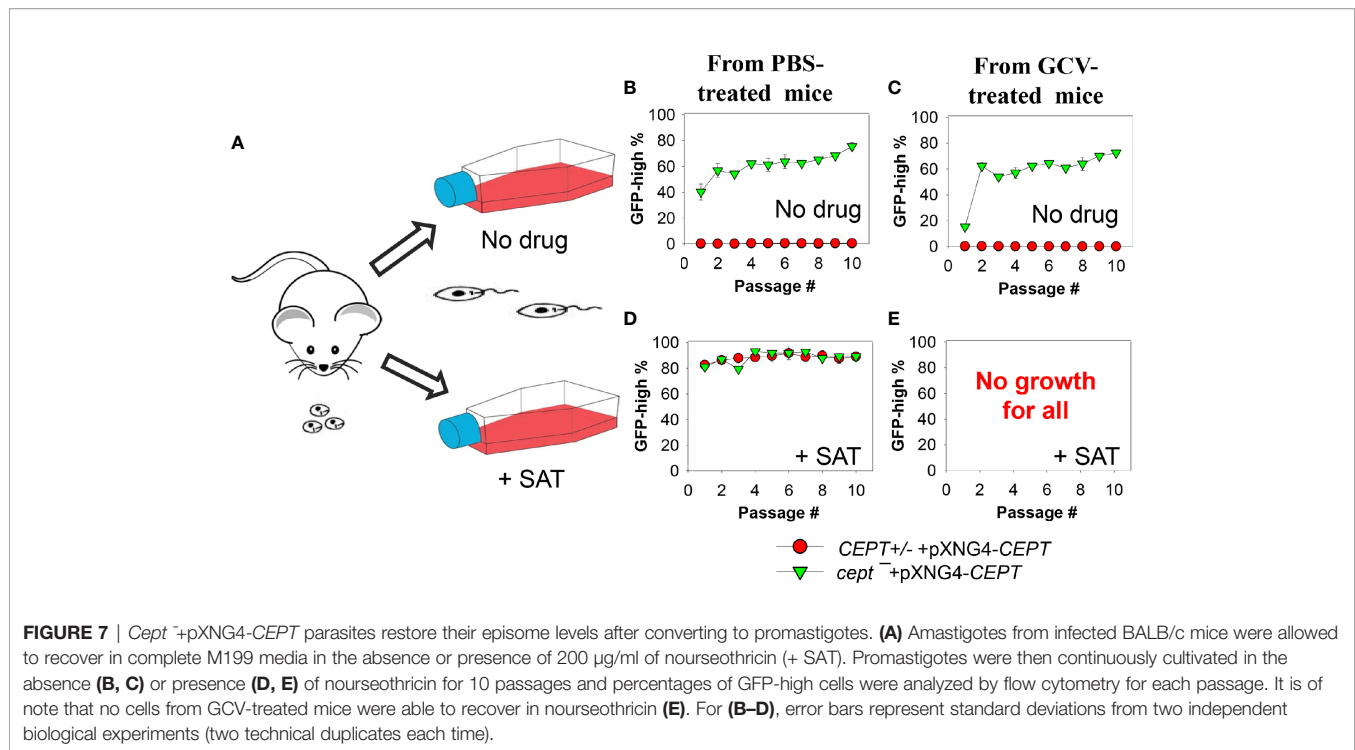 From PBS-
treated mice
From GCV-
treated mice
A
No drug
+ SAT
B
GFP-high %
100
80
60
40
20
0
No drug
0 2 4 6 8 10
Passage #
C
GFP-high %
100
80
60
40
20
0
No drug
0 2 4 6 8 10
Passage #
D
GFP-high %
100
80
60
40
20
0
+ SAT
0 2 4 6 8 10
Passage #
E
GFP-high %
100
80
60
40
20
0
No growth
for all
+ SAT
0 2 4 6 8 10
Passage #
CEPT+/- +pXNG4-CEPT
cept ⁻+pXNG4-CEPT
FIGURE 7 | Cept ⁻+pXNG4-CEPT parasites restore their episome levels after converting to promastigotes. (A) Amastigotes from infected BALB/c mice were allowed
to recover in complete M199 media in the absence or presence of 200 µg/ml of nourseothricin (+ SAT). Promastigotes were then continuously cultivated in the
absence (B, C) or presence (D, E) of nourseothricin for 10 passages and percentages of GFP-high cells were analyzed by flow cytometry for each passage. It is of
note that no cells from GCV-treated mice were able to recover in nourseothricin (E). For (B–D), error bars represent standard deviations from two independent
biological experiments (two technical duplicates each time).